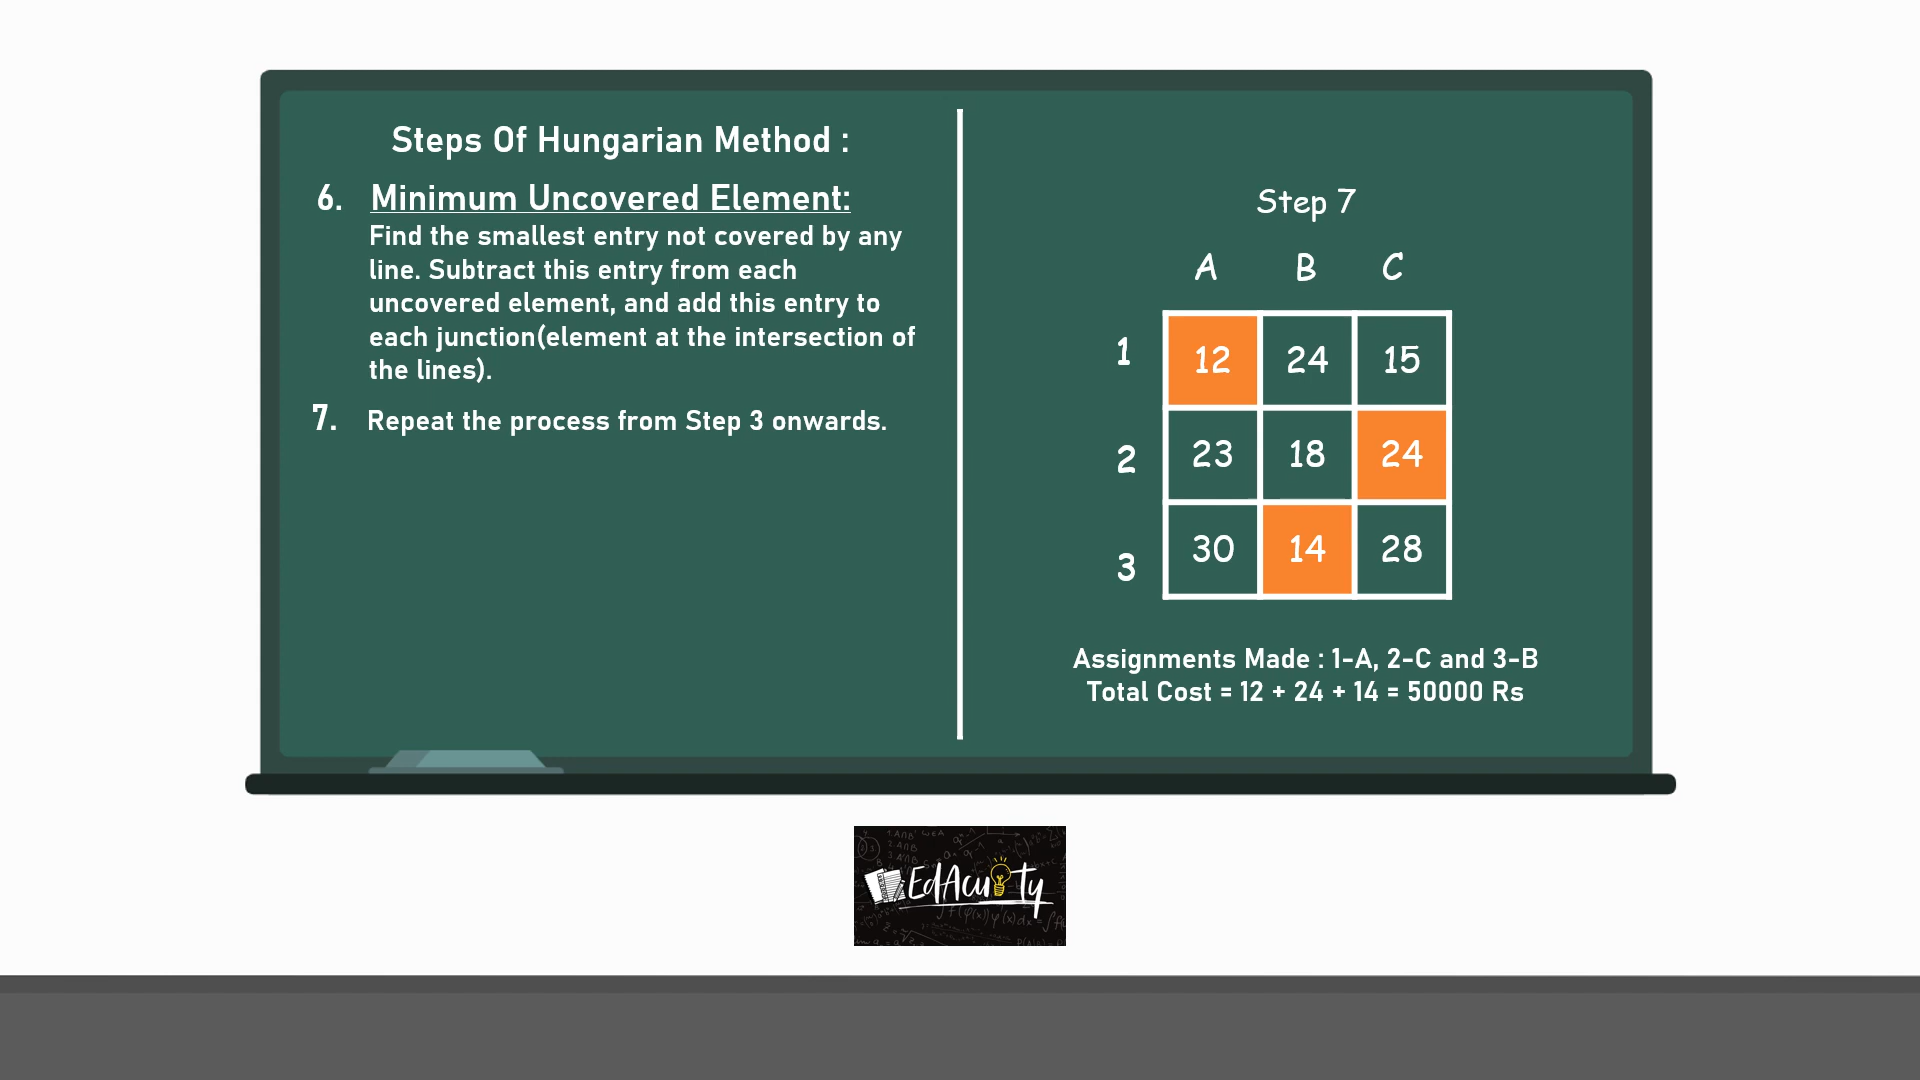 Steps Of Hungarian Method :
6. Minimum Uncovered Element:
Find the smallest entry not covered by any
line. Subtract this entry from each
uncovered element, and add this entry to
each junction(element at the intersection of
the lines).
7. Repeat the process from Step 3 onwards.
Step 7
A B C
1 12 24 15
2 23 18 24
3 30 14 28
Assignments Made : 1-A, 2-C and 3-B
Total Cost = 12 + 24 + 14 = 50000 Rs
EdAcuity